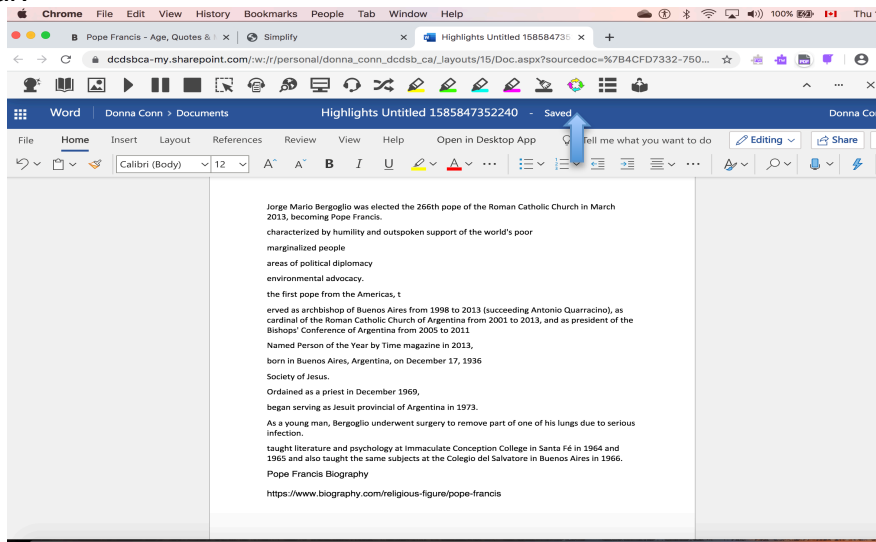 Chrome File Edit View History Bookmarks People Tab Window Help 100% Thu
B Pope Francis - Age, Quotes & Simplify Highlights Untitled 15858473
dcdsbca-my.sharepoint.com/:w:/r/personal/donna_conn_dcdsb_ca/_layouts/15/Doc.aspx?sourcedoc=%7B4CFD7332-750...
Word Donna Conn > Documents Highlights Untitled 1585847352240 - Saved Donna Co
File Home Insert Layout References Review View Help Open in Desktop App Tell me what you want to do Editing Share
Calibri (Body) 12 A A B I U A
Jorge Mario Bergoglio was elected the 266th pope of the Roman Catholic Church in March
2013, becoming Pope Francis.
characterized by humility and outspoken support of the world's poor
marginalized people
areas of political diplomacy
environmental advocacy.
the first pope from the Americas, t
erved as archbishop of Buenos Aires from 1998 to 2013 (succeeding Antonio Quarracino), as
cardinal of the Roman Catholic Church of Argentina from 2001 to 2013, and as president of the
Bishops' Conference of Argentina from 2005 to 2011
Named Person of the Year by Time magazine in 2013,
born in Buenos Aires, Argentina, on December 17, 1936
Society of Jesus.
Ordained as a priest in December 1969,
began serving as Jesuit provincial of Argentina in 1973.
As a young man, Bergoglio underwent surgery to remove part of one of his lungs due to serious
infection.
taught literature and psychology at Immaculate Conception College in Santa Fé in 1964 and
1965 and also taught the same subjects at the Colegio del Salvatore in Buenos Aires in 1966.
Pope Francis Biography
https://www.biography.com/religious-figure/pope-francis